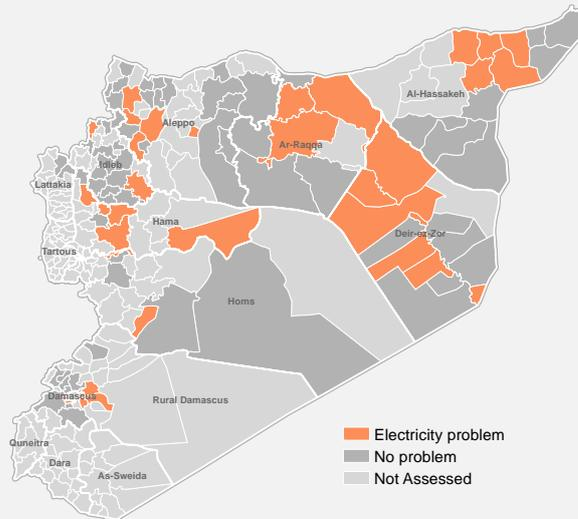 Al-Hassakeh
Aleppo
Ar-Raqqa
Idleb
Lattakia
Hama
Deir-ez-Zor
Tartous
Homs
Damascus
Rural Damascus
Electricity problem
Quneitra
No problem
Dara
As-Sweida
Not Assessed